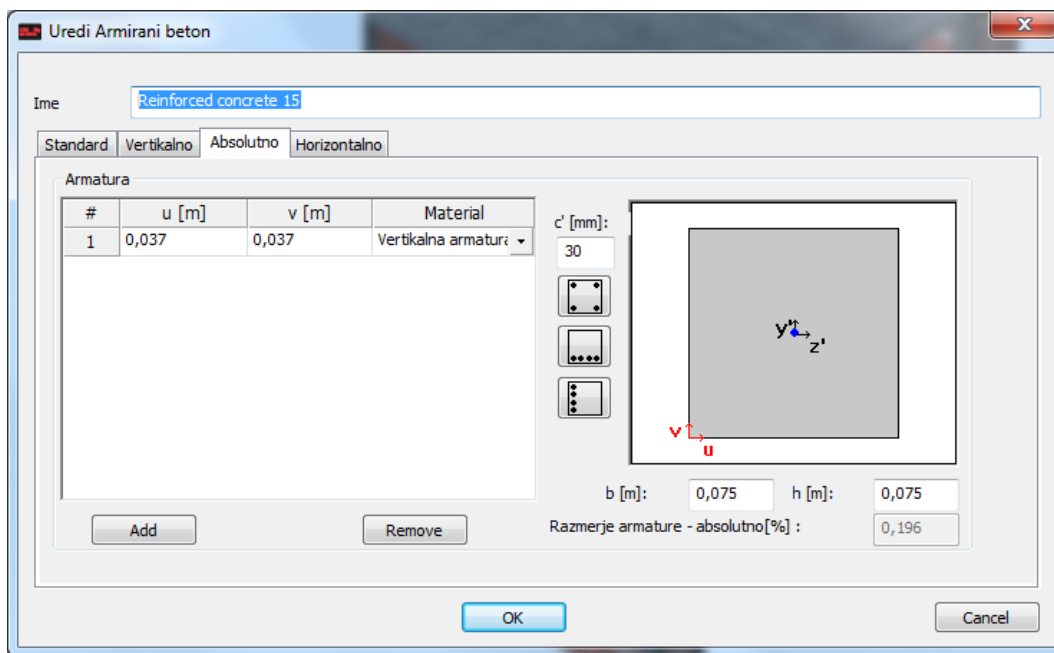 Uredi Armirani beton
Ime Reinforced concrete 15
Standard Vertikalno Absolutno Horizontalno
Armatura
# u [m] v [m] Material
1 0,037 0,037 Vertikalna armatura
c' [mm]:
30
y'
z'
v
u
b [m]: 0,075 h [m]: 0,075
Razmerje armature - absolutno[%] : 0,196
Add Remove
OK Cancel